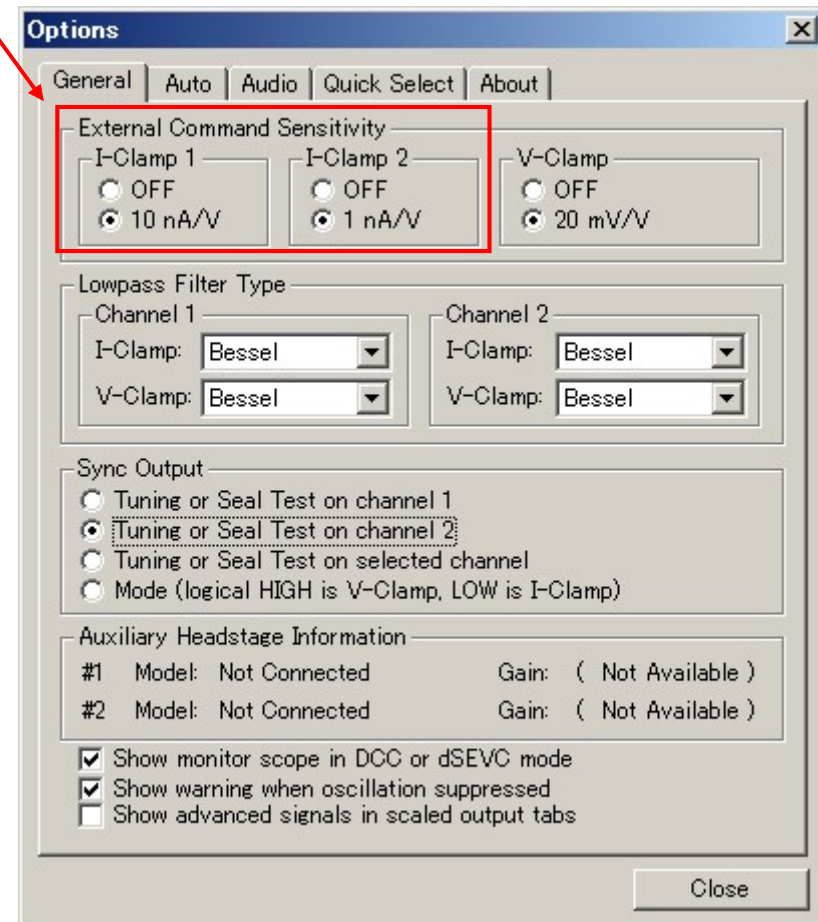 Options
General Auto Audio Quick Select About
External Command Sensitivity
I-Clamp 1 I-Clamp 2 V-Clamp
OFF OFF OFF
10 nA/V 1 nA/V 20 mV/V
Lowpass Filter Type
Channel 1 Channel 2
I-Clamp: Bessel I-Clamp: Bessel
V-Clamp: Bessel V-Clamp: Bessel
Sync Output
Tuning or Seal Test on channel 1
Tuning or Seal Test on channel 2
Tuning or Seal Test on selected channel
Mode (logical HIGH is V-Clamp, LOW is I-Clamp)
Auxiliary Headstage Information
#1 Model: Not Connected Gain: ( Not Available )
#2 Model: Not Connected Gain: ( Not Available )
Show monitor scope in DCC or dSEVC mode
Show warning when oscillation suppressed
Show advanced signals in scaled output tabs
Close